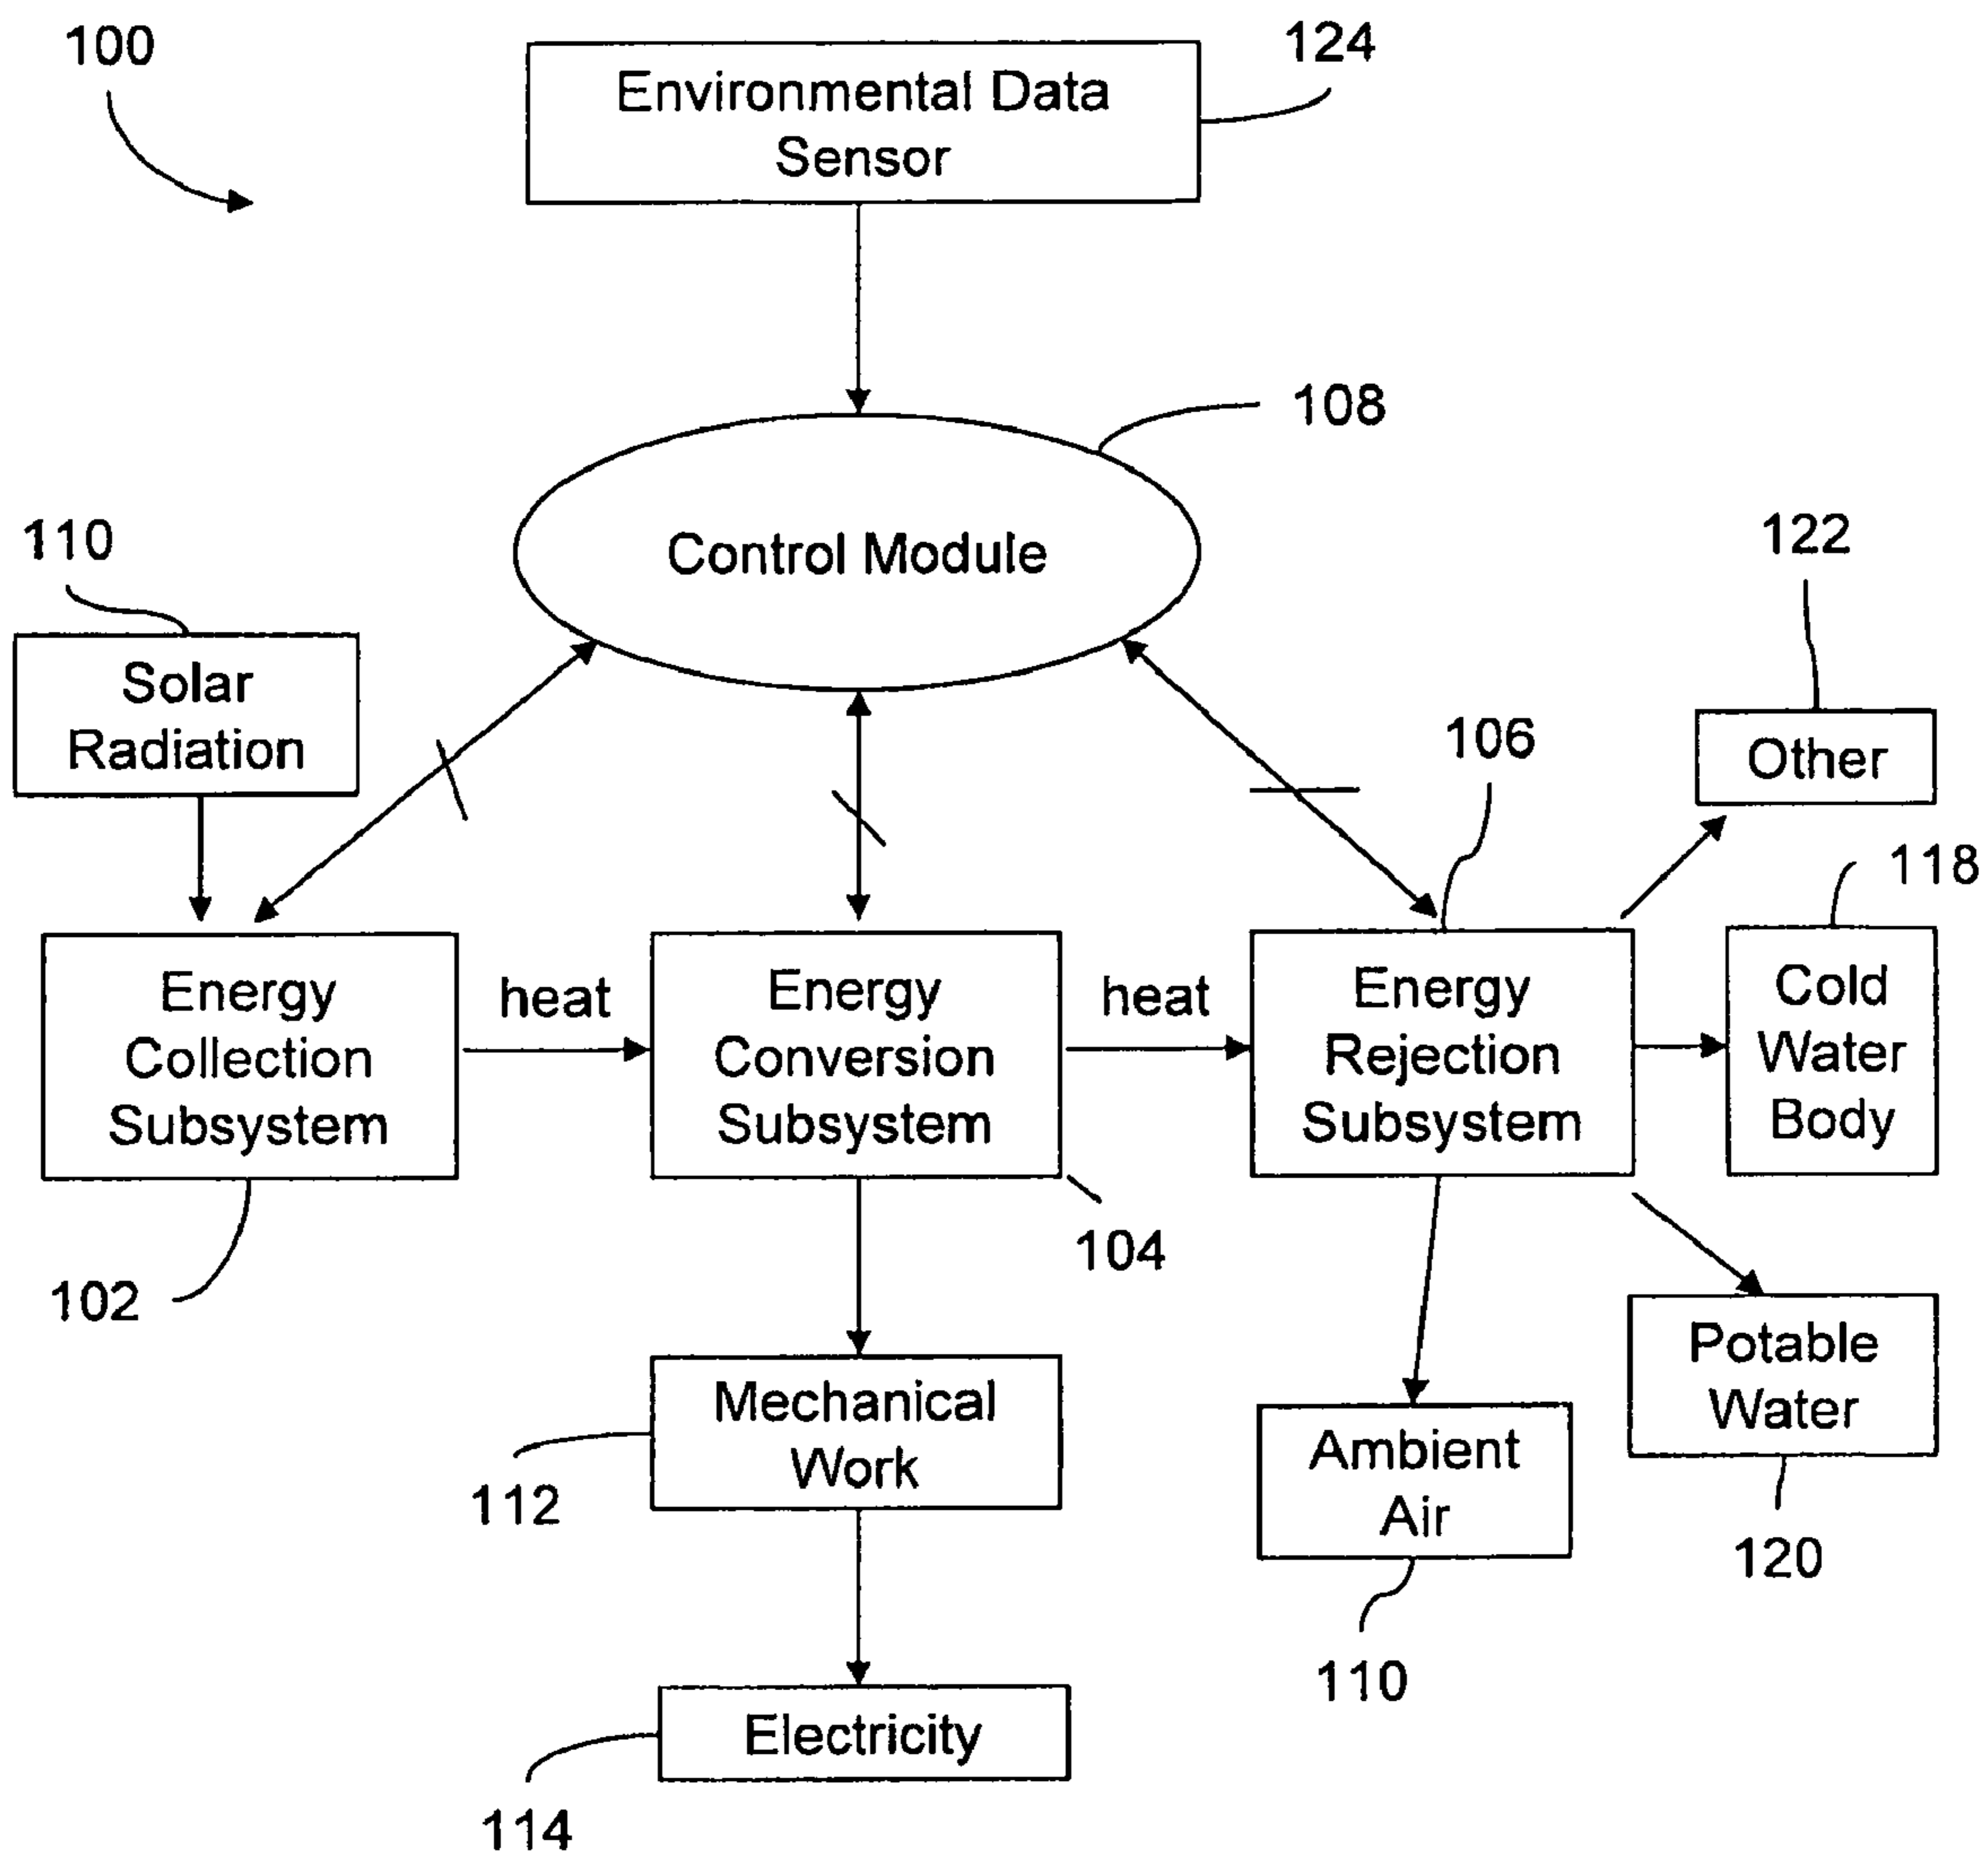 100
Environmental Data
Sensor
124
108
Control Module
110
Solar
Radiation
122
Other
106
118
Energy
Collection
Subsystem
heat
Energy
Conversion
Subsystem
heat
Energy
Rejection
Subsystem
Cold
Water
Body
102
104
Mechanical
Work
112
Ambient
Air
110
Potable
Water
120
Electricity
114